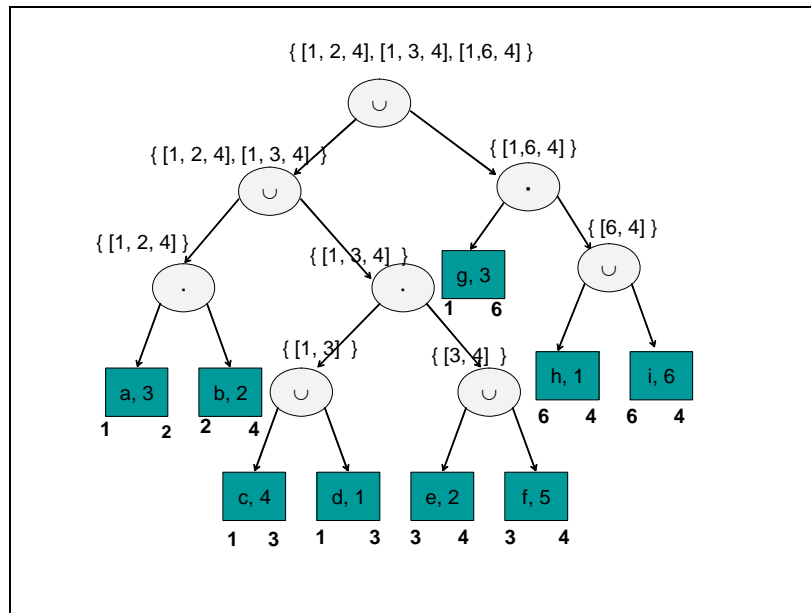 { [1, 2, 4], [1, 3, 4], [1,6, 4] }
∪
{ [1, 2, 4], [1, 3, 4] }
{ [1,6, 4] }
∪
.
{ [1, 2, 4] }
{ [1, 3, 4] }
{ [6, 4] }
.
.
g, 3
∪
1 6
{ [1, 3] }
{ [3, 4] }
a, 3
b, 2
∪
∪
h, 1
i, 6
1 2
2 4
6 4
6 4
c, 4
d, 1
e, 2
f, 5
1 3
1 3
3 4
3 4